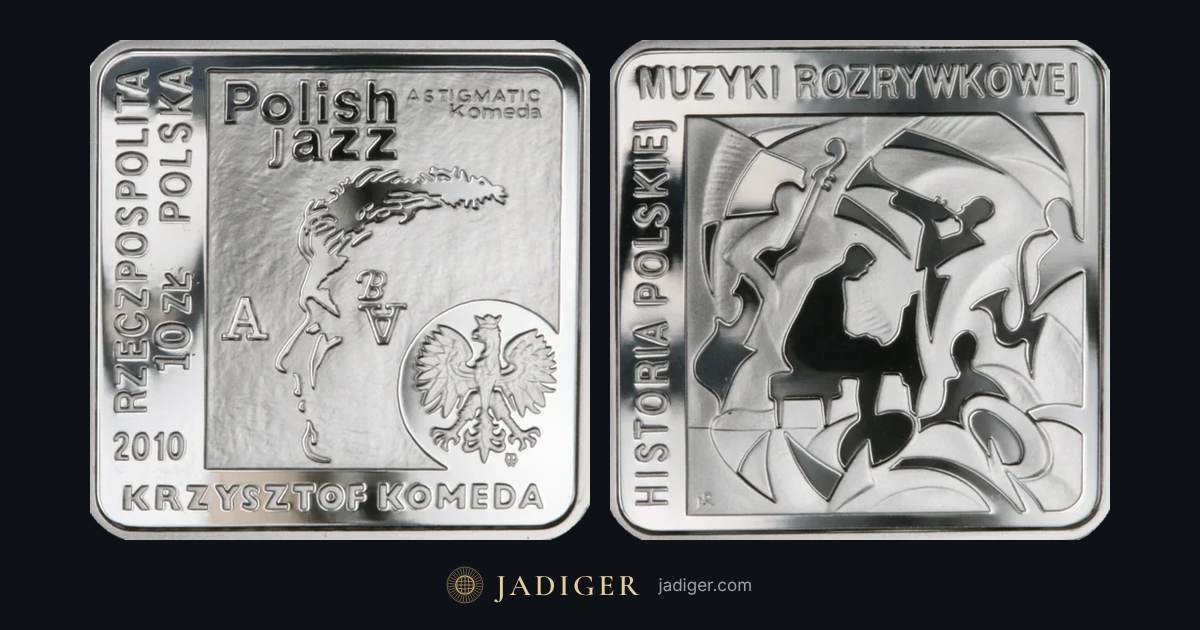 RZECZPOSPOLITA
POLSKA
10 ZŁ
2010
Polish
jazz
ASTIGMATIC
Komeda
A
B
A
KRZYSZTOF KOMEDA
HISTORIA POLSKIEJ
MUZYKI ROZRYWKOWEJ
JADIGER
jadiger.com